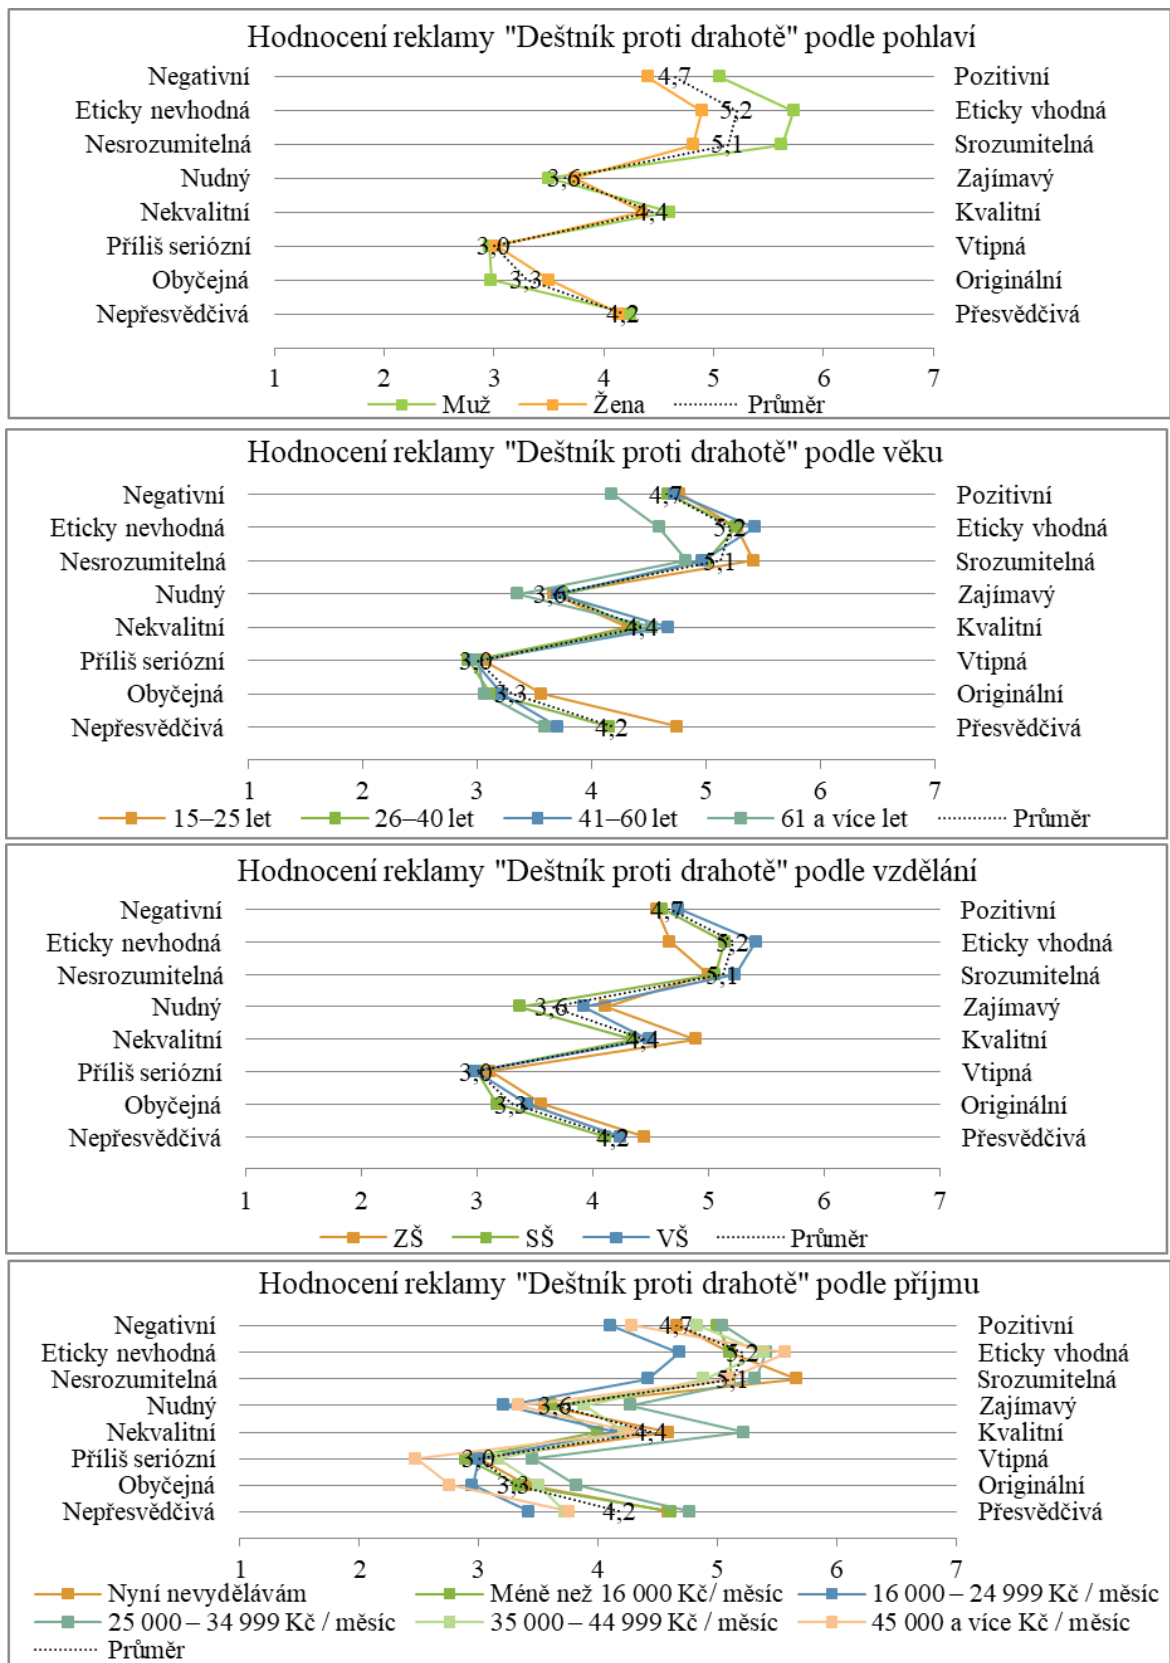 Hodnocení reklamy "Deštník proti drahotě" podle pohlaví
Negativní 4,7 Pozitivní
Eticky nevhodná 5,2 Eticky vhodná
Nesrozumitelná 5,1 Srozumitelná
Nudný 3,6 Zajímavý
Nekvalitní 4,4 Kvalitní
Příliš seriózní 3,0 Vtipná
Obyčejná 3,3 Originální
Nepřesvědčivá 4,2 Přesvědčivá
1 2 3 4 5 6 7
Muž Žena Průměr
Hodnocení reklamy "Deštník proti drahotě" podle věku
Negativní 4,7 Pozitivní
Eticky nevhodná 5,2 Eticky vhodná
Nesrozumitelná 5,1 Srozumitelná
Nudný 3,6 Zajímavý
Nekvalitní 4,4 Kvalitní
Příliš seriózní 3,0 Vtipná
Obyčejná 3,3 Originální
Nepřesvědčivá 4,2 Přesvědčivá
1 2 3 4 5 6 7
15–25 let 26–40 let 41–60 let 61 a více let Průměr
Hodnocení reklamy "Deštník proti drahotě" podle vzdělání
Negativní 4,7 Pozitivní
Eticky nevhodná 5,2 Eticky vhodná
Nesrozumitelná 5,1 Srozumitelná
Nudný 3,6 Zajímavý
Nekvalitní 4,4 Kvalitní
Příliš seriózní 3,0 Vtipná
Obyčejná 3,3 Originální
Nepřesvědčivá 4,2 Přesvědčivá
1 2 3 4 5 6 7
ZŠ SŠ VŠ Průměr
Hodnocení reklamy "Deštník proti drahotě" podle příjmu
Negativní 4,7 Pozitivní
Eticky nevhodná 5,2 Eticky vhodná
Nesrozumitelná 5,1 Srozumitelná
Nudný 3,6 Zajímavý
Nekvalitní 4,4 Kvalitní
Příliš seriózní 3,0 Vtipná
Obyčejná 3,3 Originální
Nepřesvědčivá 4,2 Přesvědčivá
1 2 3 4 5 6 7
Nyní nevydělávám Méně než 16 000 Kč / měsíc 16 000 – 24 999 Kč / měsíc
25 000 – 34 999 Kč / měsíc 35 000 – 44 999 Kč / měsíc 45 000 a více Kč / měsíc
Průměr